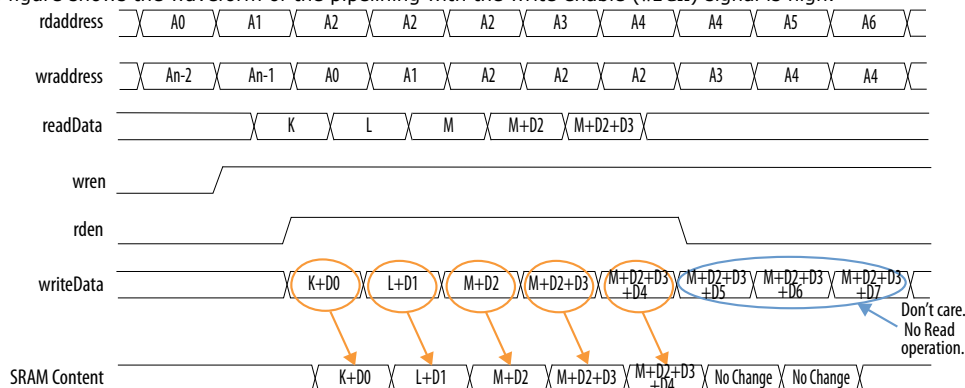 figure shows the waveform of the pipelining with the write enable (wren) signal is high.
rdaddress A0 A1 A2 A2 A2 A3 A4 A4 A5 A6
wraddress An-2 An-1 A0 A1 A2 A2 A2 A3 A4 A4
readData K L M M+D2 M+D2+D3
wren
rden
writeData K+D0 L+D1 M+D2 M+D2+D3 M+D2+D3 +D4 M+D2+D3 +D5 M+D2+D3 +D6 M+D2+D3 +D7
Don't care.
No Read
operation.
SRAM Content K+D0 L+D1 M+D2 M+D2+D3 M+D2+D3 +D4 No Change No Change